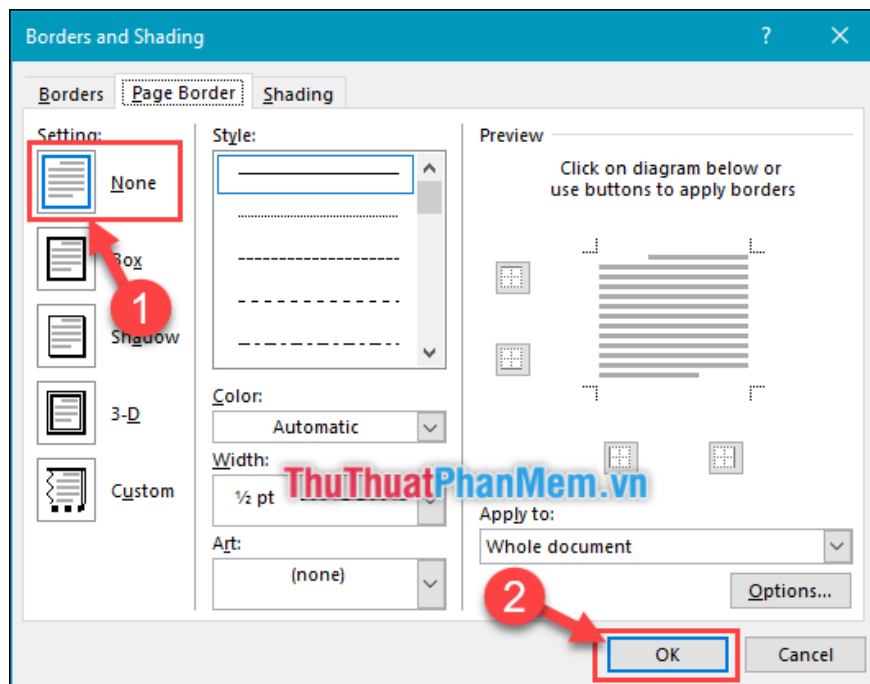 Borders and Shading
?
Borders
Page Border
Shading
Setting:
None
Box
Shadow
3-D
Custom
1
Style:
Color:
Automatic
Width:
½ pt
Art:
(none)
Preview
Click on diagram below or
use buttons to apply borders
ThuThuatPhanMem.vn
Apply to:
Whole document
Options...
2
OK
Cancel